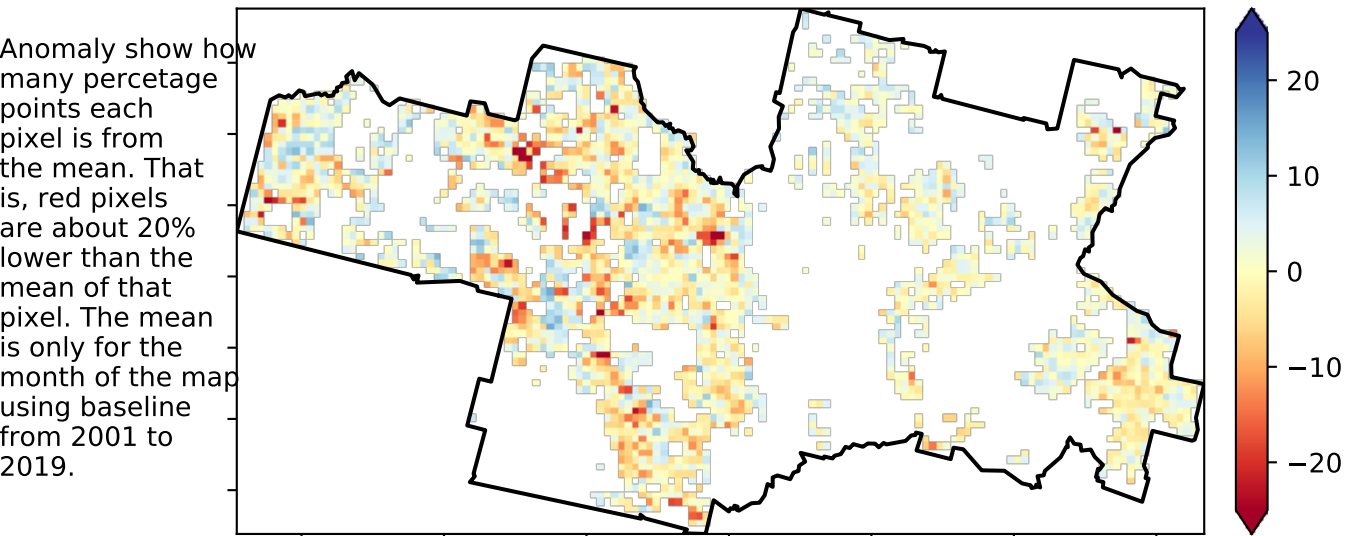 Anomaly show how
many percetage
points each
pixel is from
the mean. That
is, red pixels
are about 20%
lower than the
mean of that
pixel. The mean
is only for the
month of the map
using baseline
from 2001 to
2019.
20
10
0
−10
−20